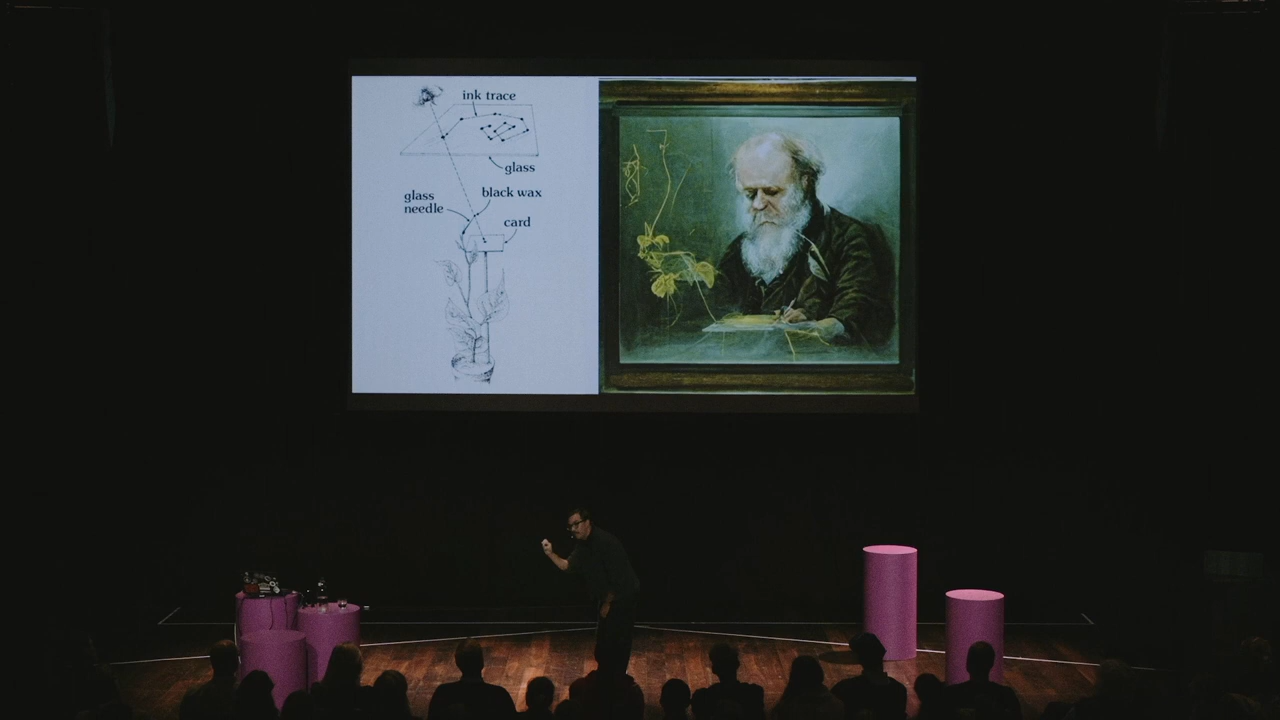 ink trace
glass
glass
needle
black wax
card